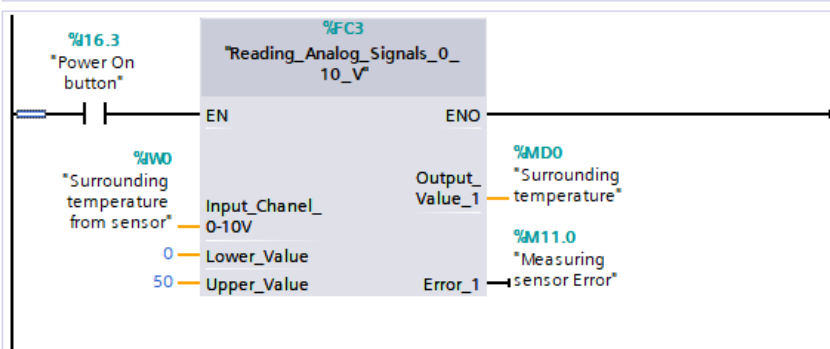 %I16.3
"Power On
button"
%FC3
"Reading_Analog_Signals_0_
10_V"
EN
ENO
%IW0
"Surrounding
temperature
from sensor"
Input_Chanel_
0-10V
0
Lower_Value
50
Upper_Value
Output_
Value_1
%MD0
"Surrounding
temperature"
Error_1
%M11.0
"Measuring
sensor Error"